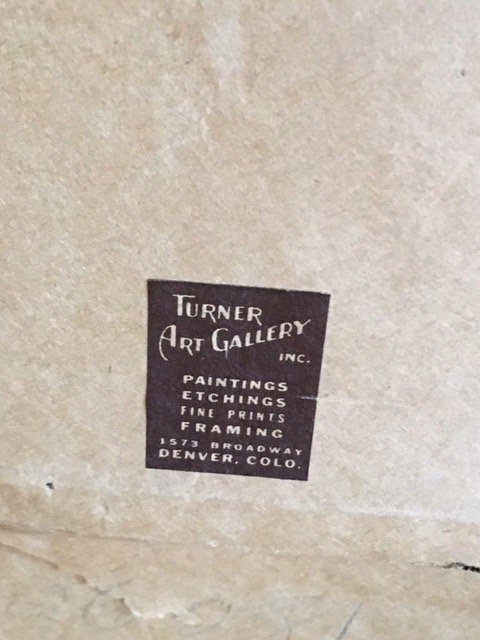 TURNER
ART GALLERY
INC.
PAINTINGS
ETCHINGS
FINE PRINTS
FRAMING
1573 BROADWAY
DENVER, COLO.